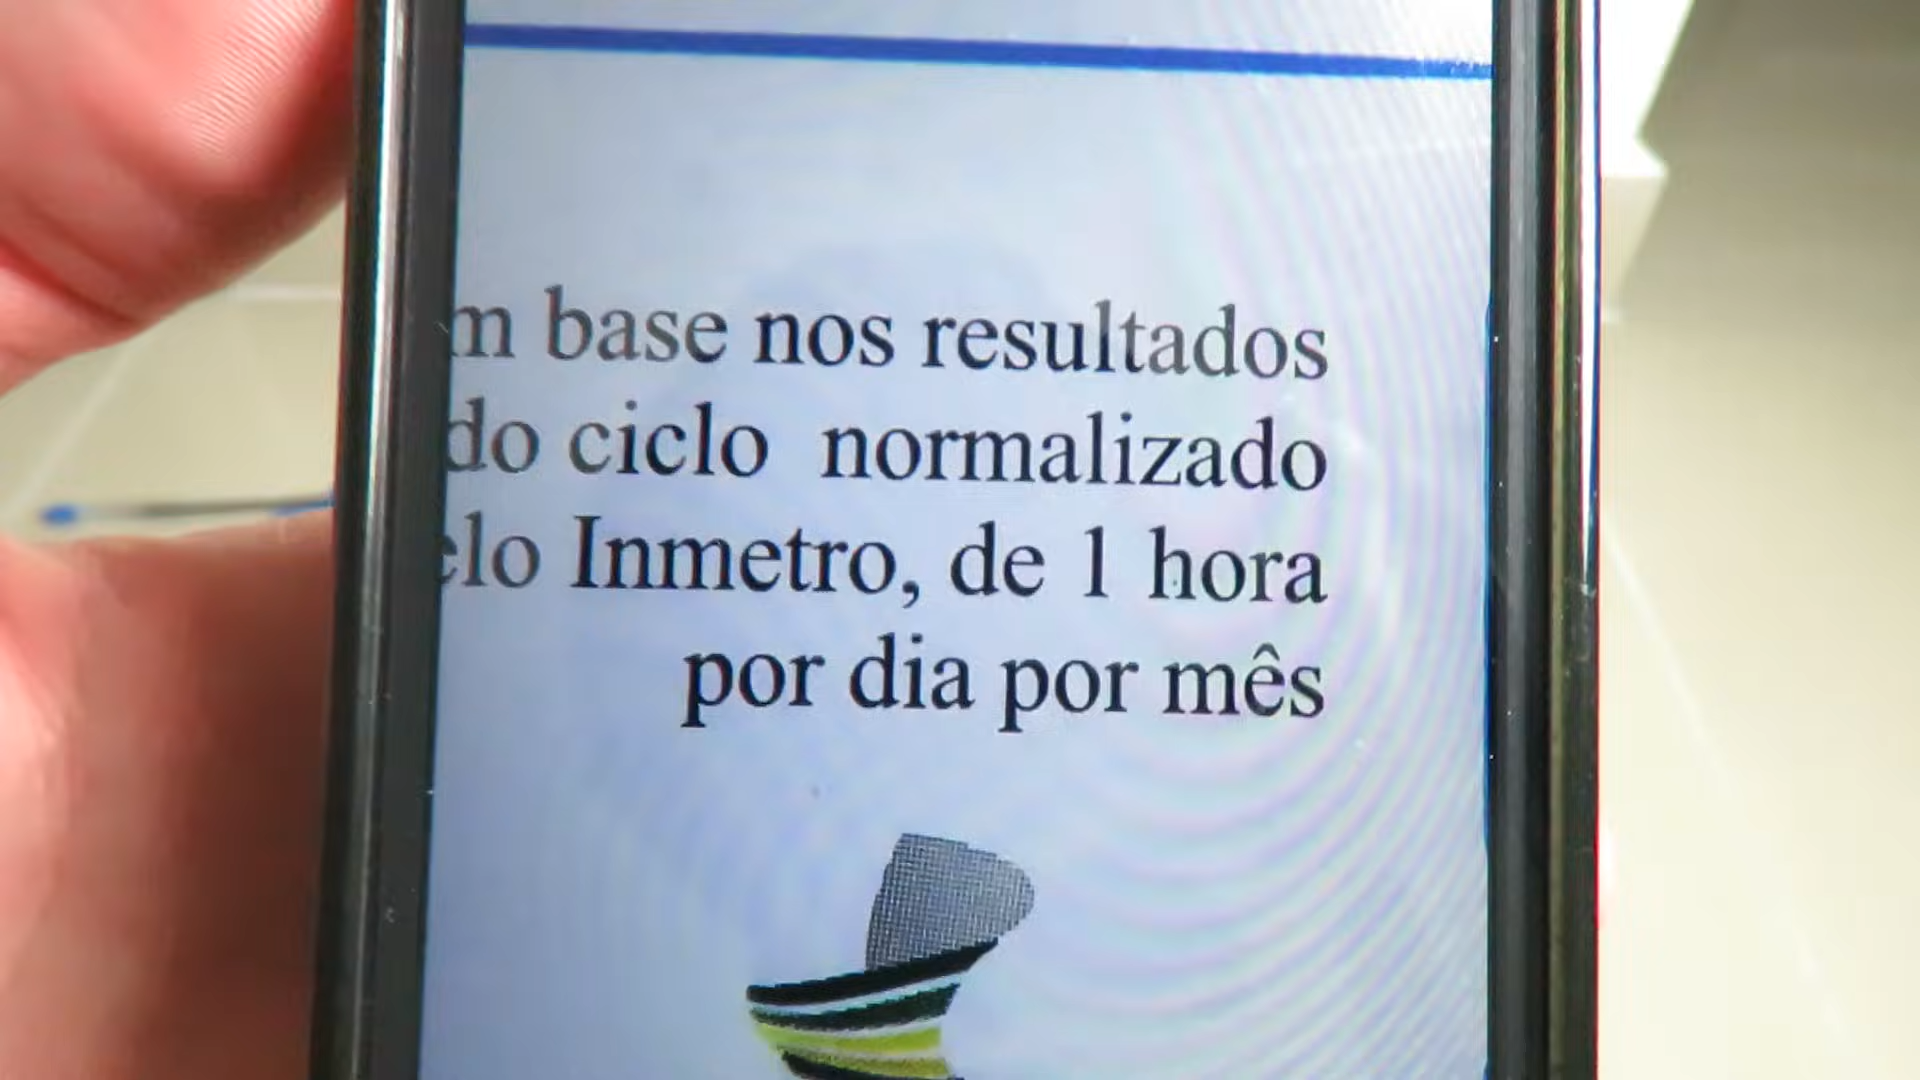 m base nos resultados
do ciclo normalizado
elo Inmetro, de 1 hora
por dia por mês